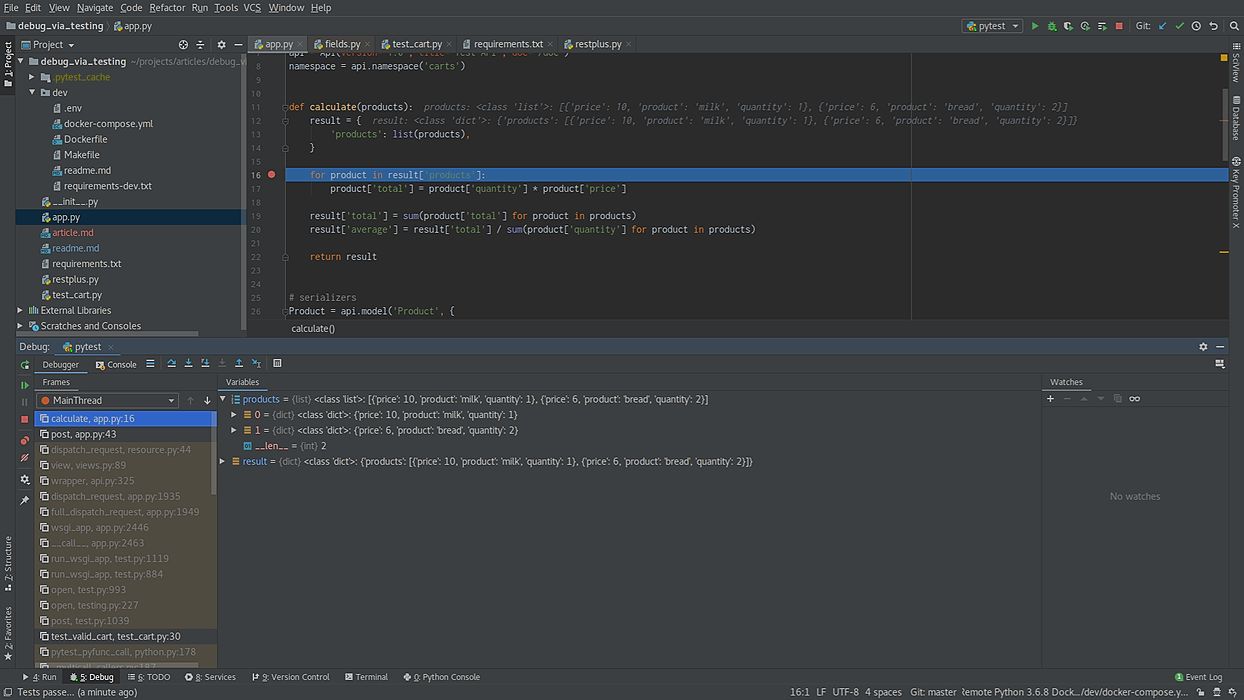 File Edit View Navigate Code Refactor Run Tools VCS Window Help
debug_via_testing app.py
pytest Git:
Project
app.py fields.py test_cart.py requirements.txt restplus.py
debug_via_testing ~/projects/articles/debug_vi
.pytest_cache
dev
.env
docker-compose.yml
Dockerfile
Makefile
readme.md
requirements-dev.txt
__init__.py
app.py
article.md
readme.md
requirements.txt
restplus.py
test_cart.py
External Libraries
Scratches and Consoles
8 namespace = api.namespace('carts')
9
10
11 def calculate(products): products: <class 'list'>: [{'price': 10, 'product': 'milk', 'quantity': 1}, {'price': 6, 'product': 'bread', 'quantity': 2}]
12 result = { result: <class 'dict'>: {'products': [{'price': 10, 'product': 'milk', 'quantity': 1}, {'price': 6, 'product': 'bread', 'quantity': 2}]}
13 'products': list(products),
14 }
15
16 for product in result['products']:
17 product['total'] = product['quantity'] * product['price']
18
19 result['total'] = sum(product['total'] for product in products)
20 result['average'] = result['total'] / sum(product['quantity'] for product in products)
21
22 return result
23
24
25 # serializers
26 Product = api.model('Product', {
calculate()
1: Project
7: Structure
2: Favorites
SciView
Database
Key Promoter X
Debug: pytest
Debugger Console
Frames
MainThread
calculate, app.py:16
post, app.py:43
dispatch_request, resource.py:44
view, views.py:89
wrapper, api.py:325
dispatch_request, app.py:1935
full_dispatch_request, app.py:1949
wsgi_app, app.py:2446
__call__, app.py:2463
run_wsgi_app, test.py:1119
run_wsgi_app, test.py:884
open, test.py:993
open, testing.py:227
post, test.py:1039
test_valid_cart, test_cart.py:30
pytest_pyfunc_call, python.py:178
Variables
products = {list} <class 'list'>: [{'price': 10, 'product': 'milk', 'quantity': 1}, {'price': 6, 'product': 'bread', 'quantity': 2}]
0 = {dict} <class 'dict'>: {'price': 10, 'product': 'milk', 'quantity': 1}
1 = {dict} <class 'dict'>: {'price': 6, 'product': 'bread', 'quantity': 2}
__len__ = {int} 2
result = {dict} <class 'dict'>: {'products': [{'price': 10, 'product': 'milk', 'quantity': 1}, {'price': 6, 'product': 'bread', 'quantity': 2}]}
Watches
No watches
4: Run 5: Debug 6: TODO 8: Services 9: Version Control Terminal Python Console 1 Event Log
Tests passe... (a minute ago) 16:1 LF UTF-8 4 spaces Git: master Remote Python 3.6.8 Dock.../dev/docker-compose.y...